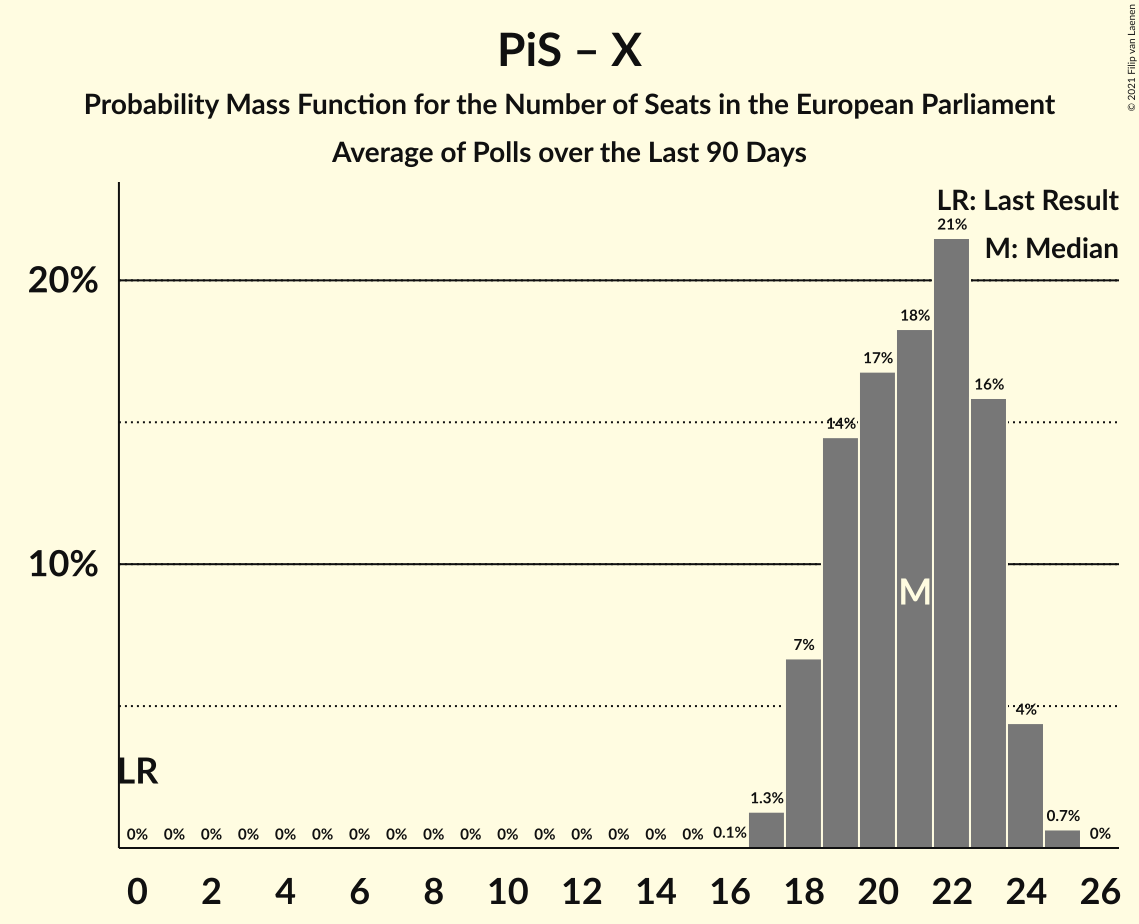 PiS – X
Probability Mass Function for the Number of Seats in the European Parliament
Average of Polls over the Last 90 Days
© 2021 Filip van Laenen
LR: Last Result
M: Median
20%
10%
LR
M
0% 0% 0% 0% 0% 0% 0% 0% 0% 0% 0% 0% 0% 0% 0% 0% 0.1% 1.3% 7% 14% 17% 18% 21% 16% 4% 0.7% 0%
0 2 4 6 8 10 12 14 16 18 20 22 24 26